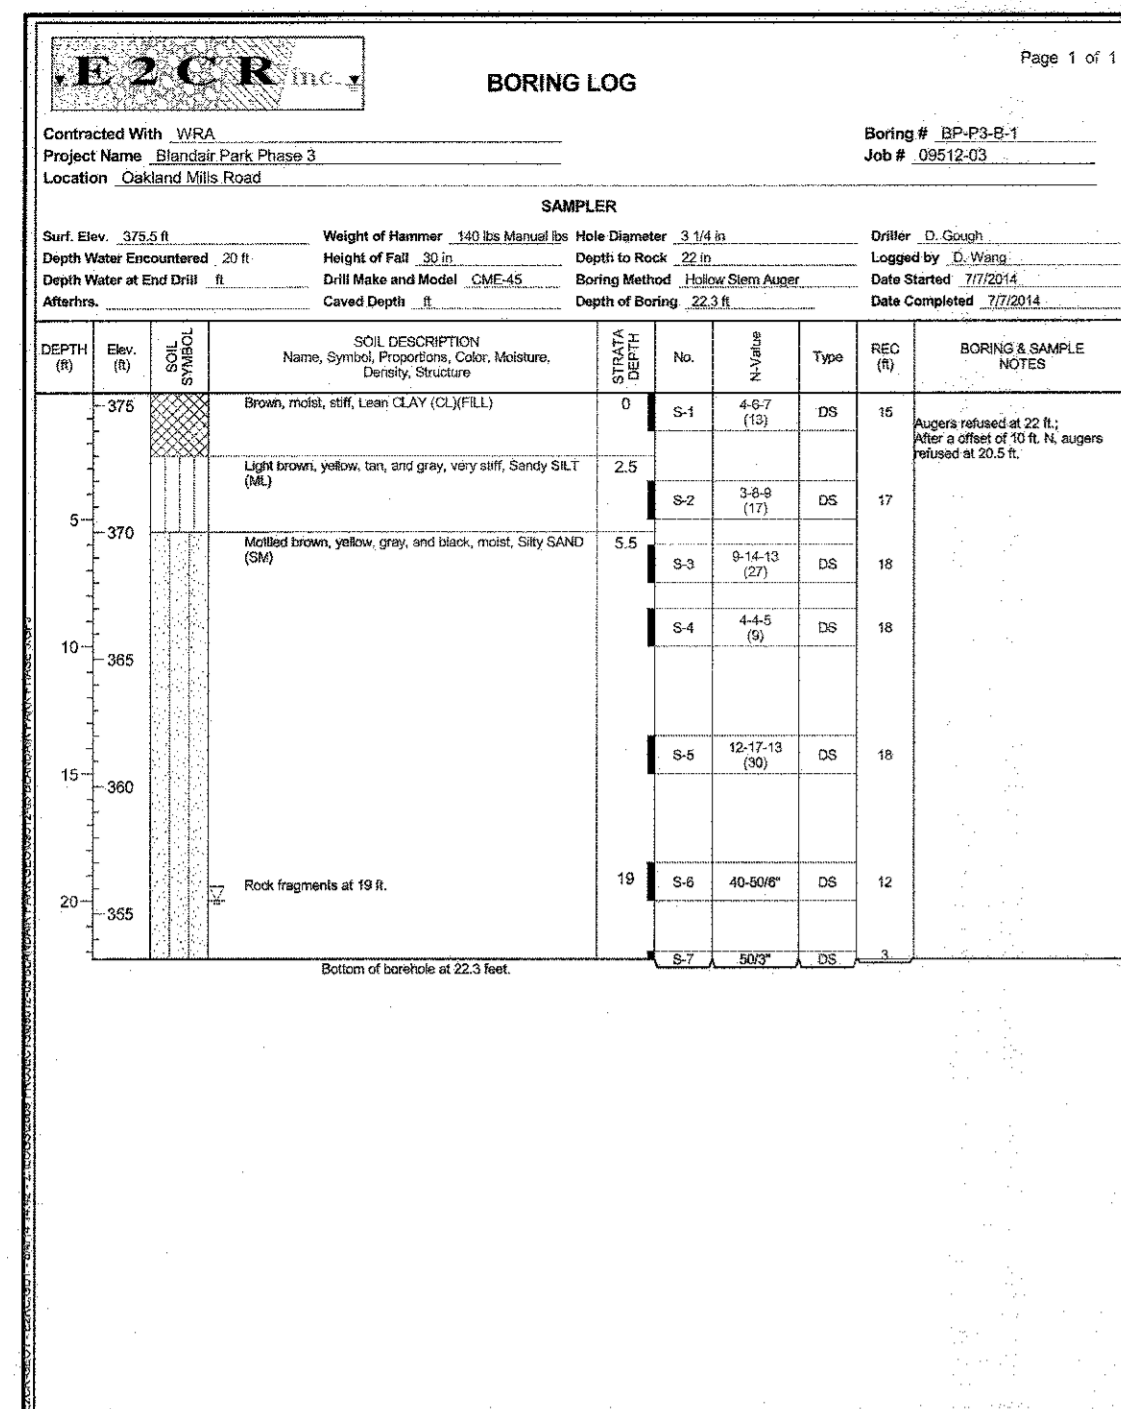 E2CR inc.
Page 1 of 1
BORING LOG
Contracted With WRA
Boring # BP-P3-B-1
Project Name Blandair Park Phase 3
Job # 09512-03
Location Oakland Mills Road
SAMPLER
Surf. Elev. 375.5 ft Weight of Hammer 140 lbs Manual lbs Hole Diameter 3 1/4 in Driller D. Gough
Depth Water Encountered 20 ft Height of Fall 30 in Depth to Rock 22 in Logged by D. Wang
Depth Water at End Drill ft Drill Make and Model CME-45 Boring Method Hollow Stem Auger Date Started 7/7/2014
Afterhrs. Caved Depth ft Depth of Boring 22.3 ft Date Completed 7/7/2014
DEPTH (ft) Elev. (ft) SOIL SYMBOL SOIL DESCRIPTION Name, Symbol, Proportions, Color, Moisture, Density, Structure STRATA DEPTH No. N-Value Type REC (ft) BORING & SAMPLE NOTES
375 Brown, moist, stiff, Lean CLAY (CL)(FILL) 0 S-1 4-6-7 (13) DS 15
Augers refused at 22 ft.;
After a offset of 10 ft. N, augers
refused at 20.5 ft.
Light brown, yellow, tan, and gray, very stiff, Sandy SILT 2.5
(ML)
5 S-2 3-8-9 (17) DS 17
370 Mottled brown, yellow, gray, and black, moist, Silty SAND 5.5
(SM) S-3 9-14-13 (27) DS 18
S-4 4-4-5 (9) DS 18
10
365
S-5 12-17-13 (30) DS 18
15
360
Rock fragments at 19 ft. 19 S-6 40-50/6" DS 12
20
355
S-7 50/3" DS 3
Bottom of borehole at 22.3 feet.